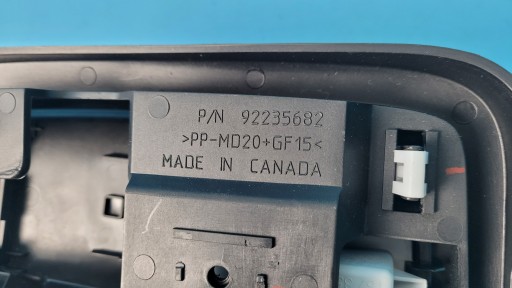 P/N 92235682
>PP-MD20+GF15<
MADE IN CANADA